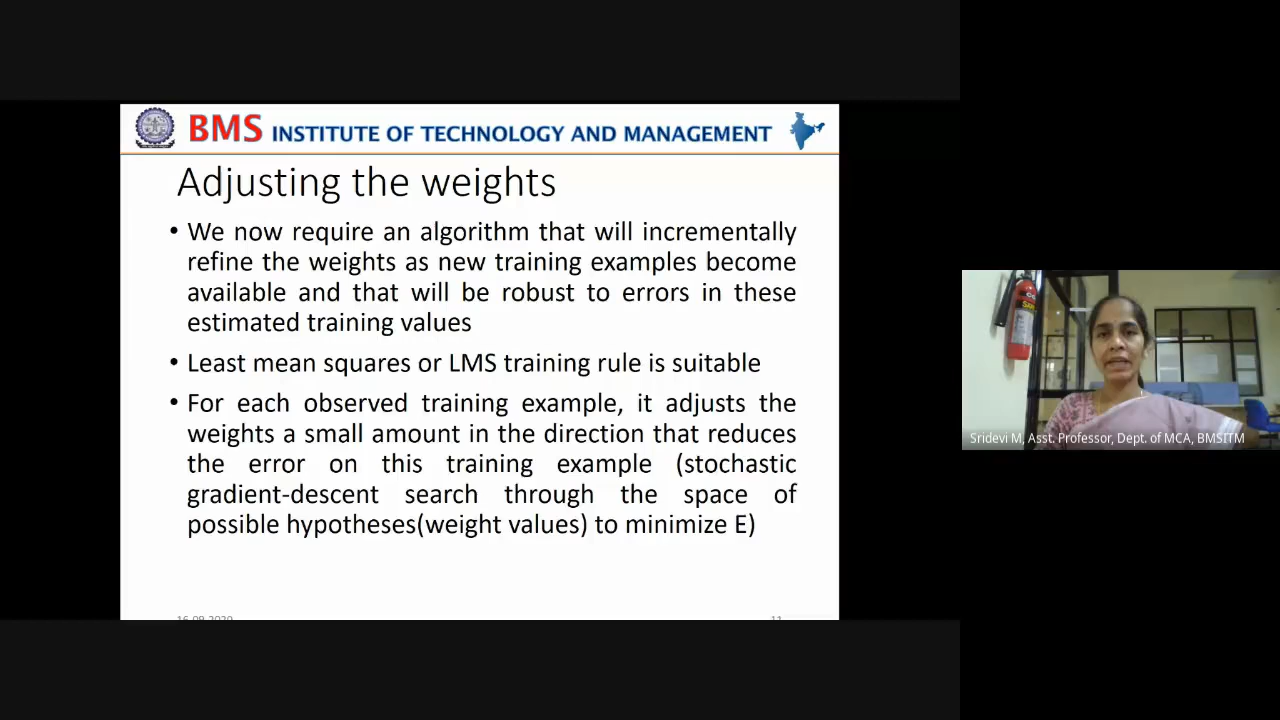 BMS INSTITUTE OF TECHNOLOGY AND MANAGEMENT
Adjusting the weights
• We now require an algorithm that will incrementally
refine the weights as new training examples become
available and that will be robust to errors in these
estimated training values
• Least mean squares or LMS training rule is suitable
• For each observed training example, it adjusts the
weights a small amount in the direction that reduces
the error on this training example (stochastic
gradient-descent search through the space of
possible hypotheses(weight values) to minimize E)
Sridevi M, Asst. Professor, Dept. of MCA, BMSITM